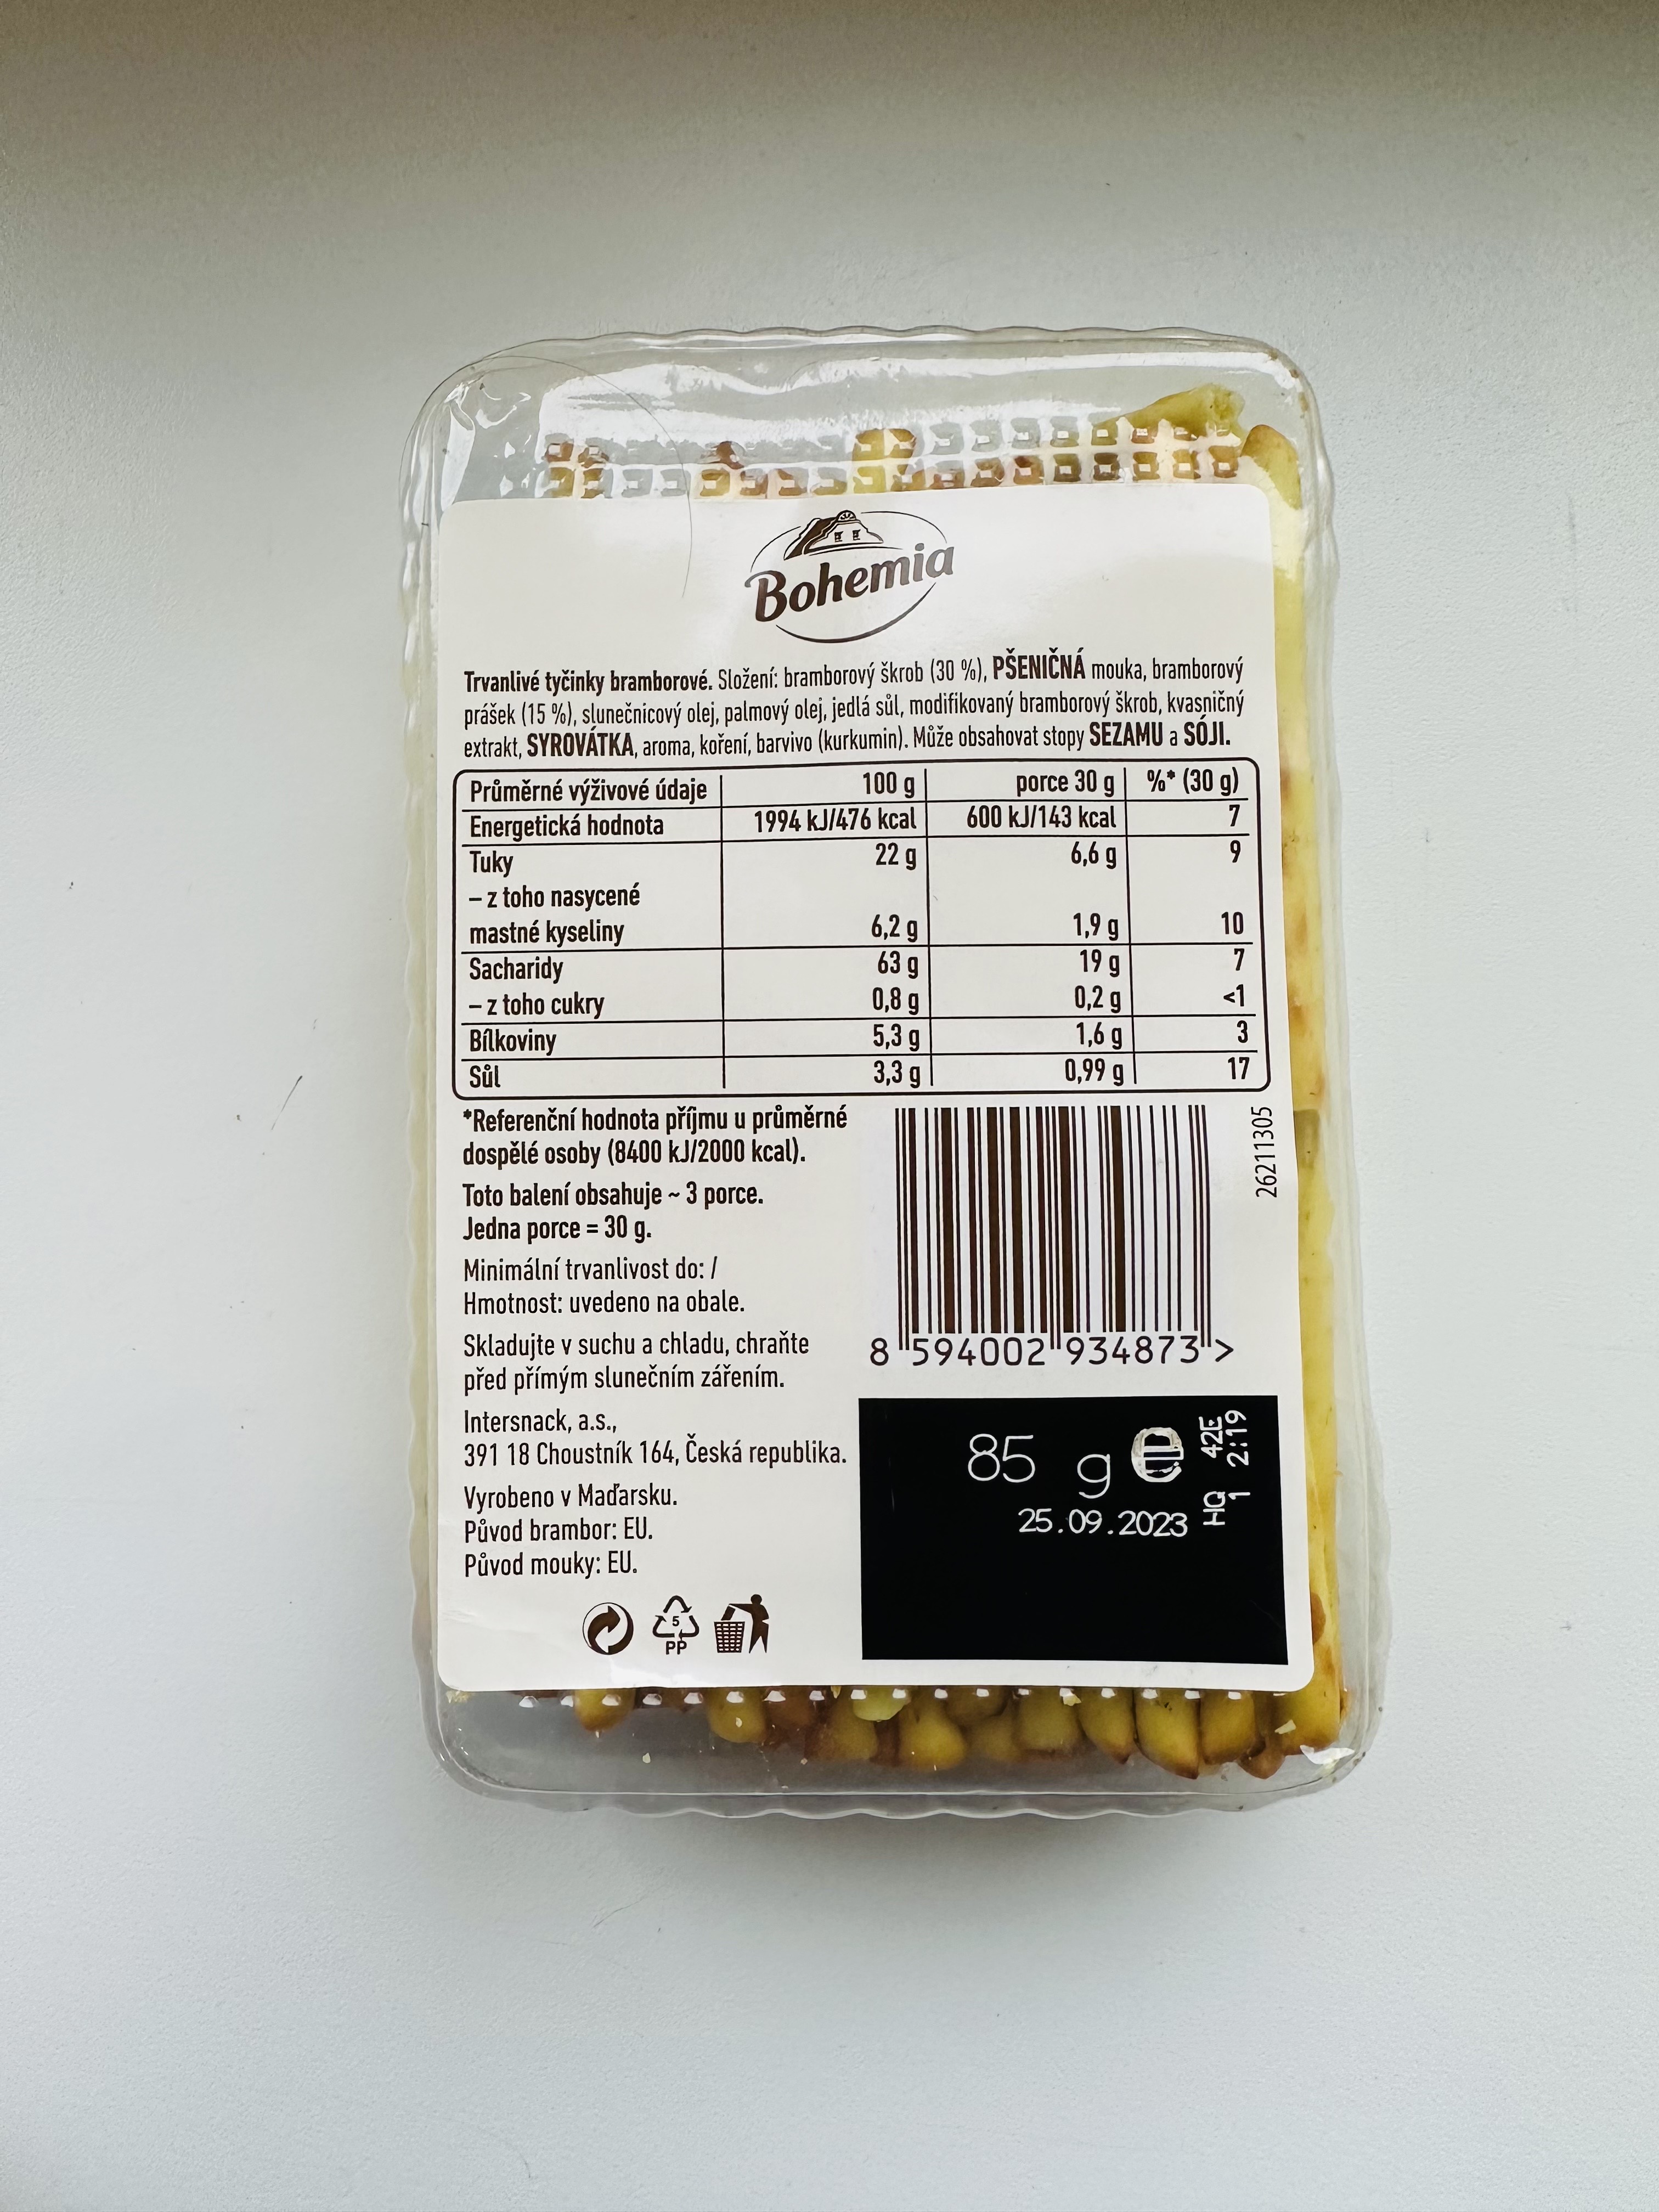 Bohemia
Trvanlivé tyčinky bramborové. Složení: bramborový škrob (30 %), PŠENIČNÁ mouka, bramborový
prášek (15 %), slunečnicový olej, palmový olej, jedlá sůl, modifikovaný bramborový škrob, kvasničný
extrakt, SYROVÁTKA, aroma, koření, barvivo (kurkumin). Může obsahovat stopy SEZAMU a SÓJI.
Průměrné výživové údaje 100 g porce 30 g %* (30 g)
Energetická hodnota 1994 kJ/476 kcal 600 kJ/143 kcal 7
Tuky 22 g 6,6 g 9
– z toho nasycené
mastné kyseliny 6,2 g 1,9 g 10
Sacharidy 63 g 19 g 7
– z toho cukry 0,8 g 0,2 g <1
Bílkoviny 5,3 g 1,6 g 3
Sůl 3,3 g 0,99 g 17
*Referenční hodnota příjmu u průměrné
dospělé osoby (8400 kJ/2000 kcal).
Toto balení obsahuje ~ 3 porce.
Jedna porce = 30 g.
Minimální trvanlivost do: /
Hmotnost: uvedeno na obale.
Skladujte v suchu a chladu, chraňte
před přímým slunečním zářením.
Intersnack, a.s.,
391 18 Choustník 164, Česká republika.
Vyrobeno v Maďarsku.
Původ brambor: EU.
Původ mouky: EU.
5
PP
26211305
8 594002 934873 >
85 g e
25.09.2023
HQ 42E
1 2:19